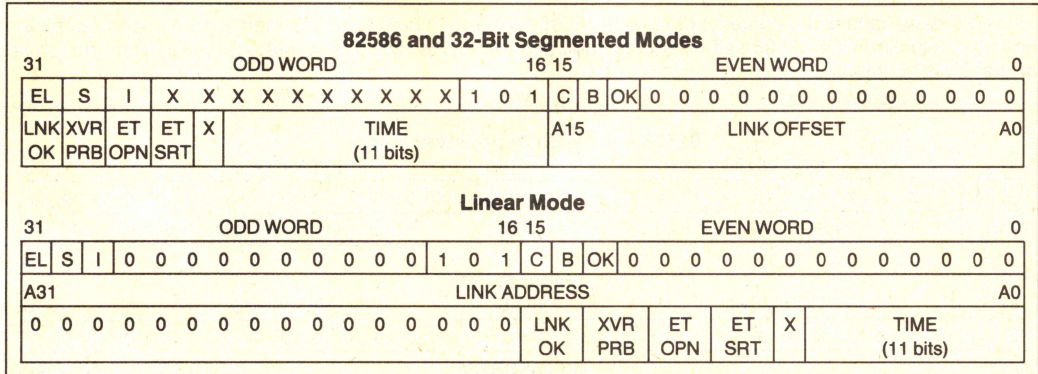 82586 and 32-Bit Segmented Modes
31 ODD WORD 16 15 EVEN WORD 0
EL S I X X X X X X X X X X 1 0 1 C B OK 0 0 0 0 0 0 0 0 0 0 0 0 0
LNK XVR ET ET X TIME A15 LINK OFFSET A0
OK PRB OPN SRT (11 bits)
Linear Mode
31 ODD WORD 16 15 EVEN WORD 0
EL S I 0 0 0 0 0 0 0 0 0 0 1 0 1 C B OK 0 0 0 0 0 0 0 0 0 0 0 0 0
A31 LINK ADDRESS A0
0 0 0 0 0 0 0 0 0 0 0 0 0 0 0 0 LNK XVR ET ET X TIME
OK PRB OPN SRT (11 bits)